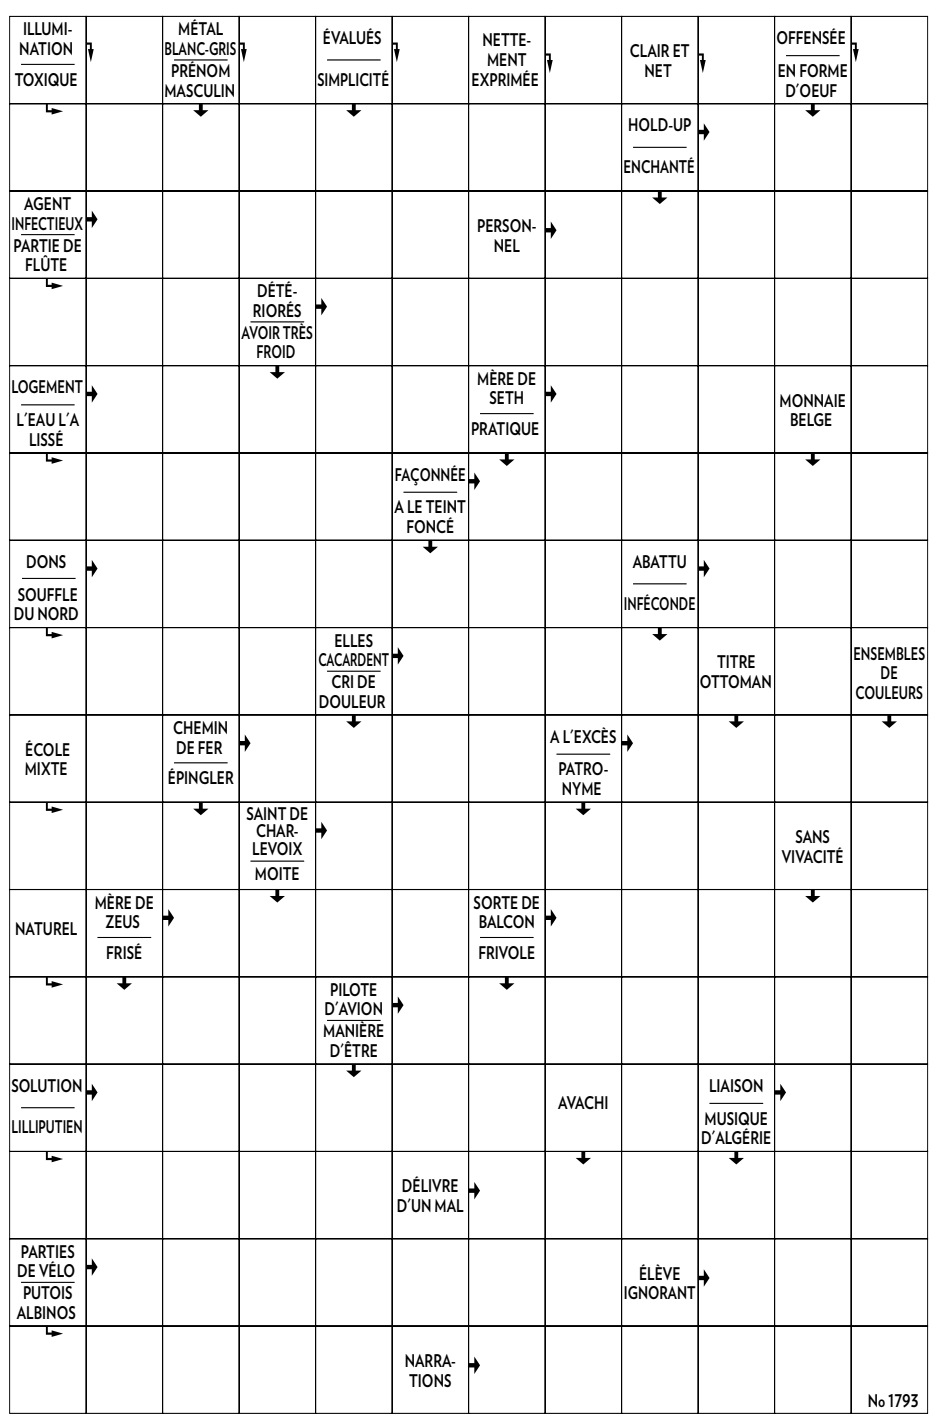 ILLUMI-
NATION
TOXIQUE
MÉTAL
BLANC-GRIS
PRÉNOM
MASCULIN
ÉVALUÉS
SIMPLICITÉ
NETTE-
MENT
EXPRIMÉE
CLAIR ET
NET
OFFENSÉE
EN FORME
D'OEUF
HOLD-UP
ENCHANTÉ
AGENT
INFECTIEUX
PARTIE DE
FLÛTE
PERSON-
NEL
DÉTÉ-
RIORÉS
AVOIR TRÈS
FROID
LOGEMENT
L'EAU L'A
LISSÉ
MÈRE DE
SETH
PRATIQUE
MONNAIE
BELGE
FAÇONNÉE
A LE TEINT
FONCÉ
DONS
SOUFFLE
DU NORD
ABATTU
INFÉCONDE
ELLES
CACARDENT
CRI DE
DOULEUR
TITRE
OTTOMAN
ENSEMBLES
DE
COULEURS
ÉCOLE
MIXTE
CHEMIN
DE FER
ÉPINGLER
A L'EXCÈS
PATRO-
NYME
SAINT DE
CHAR-
LEVOIX
MOITE
SANS
VIVACITÉ
NATUREL
MÈRE DE
ZEUS
FRISÉ
SORTE DE
BALCON
FRIVOLE
PILOTE
D'AVION
MANIÈRE
D'ÊTRE
SOLUTION
LILLIPUTIEN
AVACHI
LIAISON
MUSIQUE
D'ALGÉRIE
DÉLIVRE
D'UN MAL
PARTIES
DE VÉLO
PUTOIS
ALBINOS
ÉLÈVE
IGNORANT
NARRA-
TIONS
No 1793